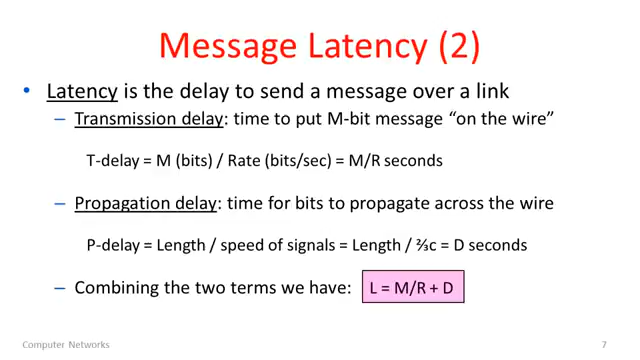 Message Latency (2)
• Latency is the delay to send a message over a link
– Transmission delay: time to put M-bit message “on the wire”
T-delay = M (bits) / Rate (bits/sec) = M/R seconds
– Propagation delay: time for bits to propagate across the wire
P-delay = Length / speed of signals = Length / ⅔c = D seconds
– Combining the two terms we have: L = M/R + D
Computer Networks 7